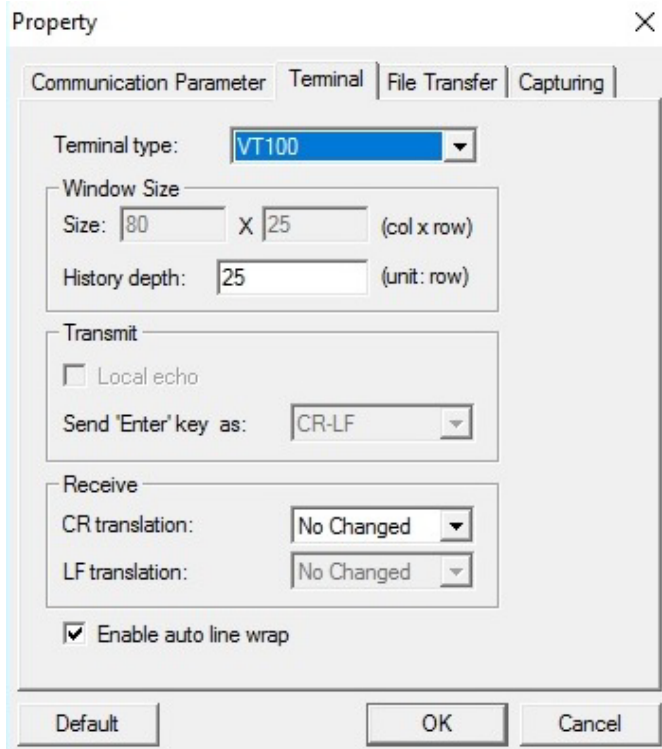 Property
Communication Parameter Terminal File Transfer Capturing
Terminal type: VT100
Window Size
Size: 80 X 25 (col x row)
History depth: 25 (unit: row)
Transmit
Local echo
Send 'Enter' key as: CR-LF
Receive
CR translation: No Changed
LF translation: No Changed
Enable auto line wrap
Default OK Cancel